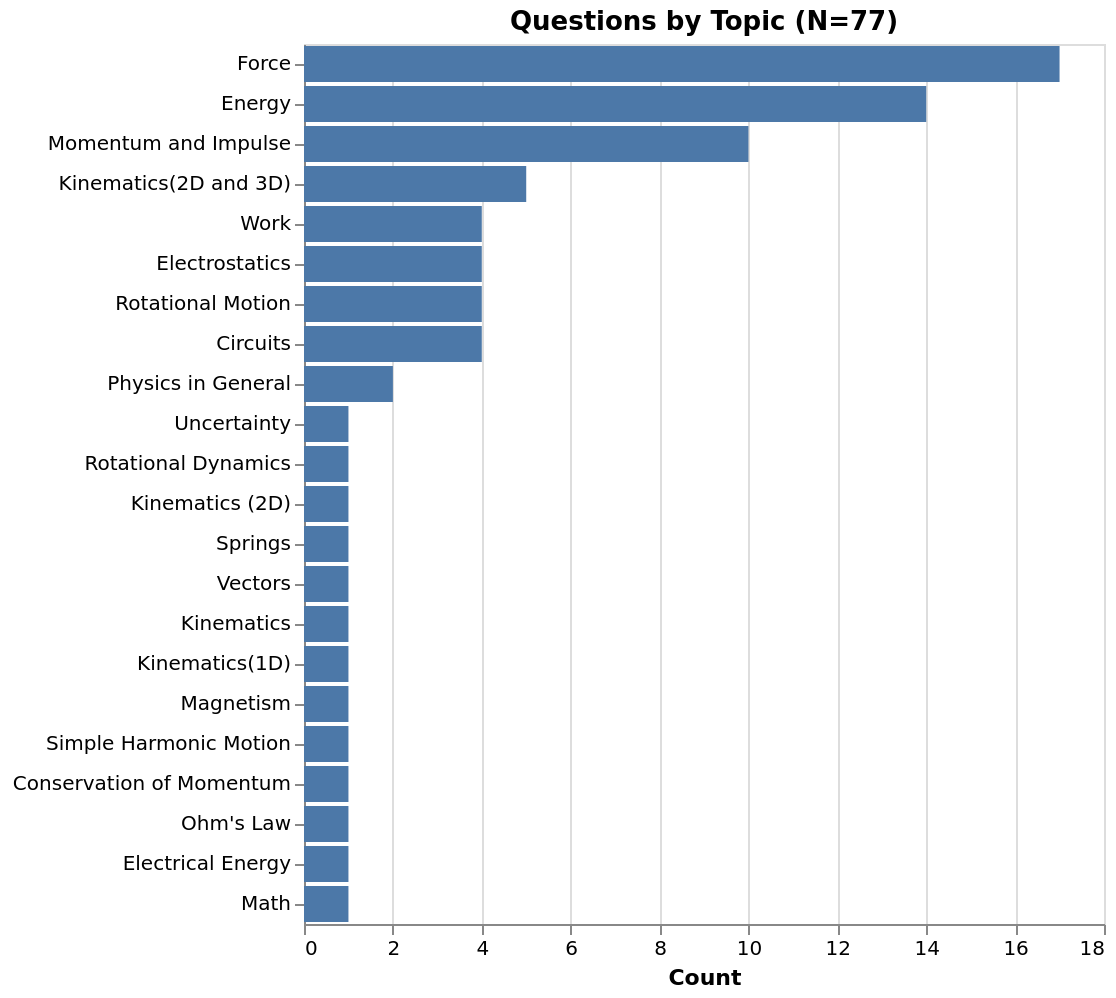 Questions by Topic (N=77)
Force
Energy
Momentum and Impulse
Kinematics(2D and 3D)
Work
Electrostatics
Rotational Motion
Circuits
Physics in General
Uncertainty
Rotational Dynamics
Kinematics (2D)
Springs
Vectors
Kinematics
Kinematics(1D)
Magnetism
Simple Harmonic Motion
Conservation of Momentum
Ohm's Law
Electrical Energy
Math
0 2 4 6 8 10 12 14 16 18
Count